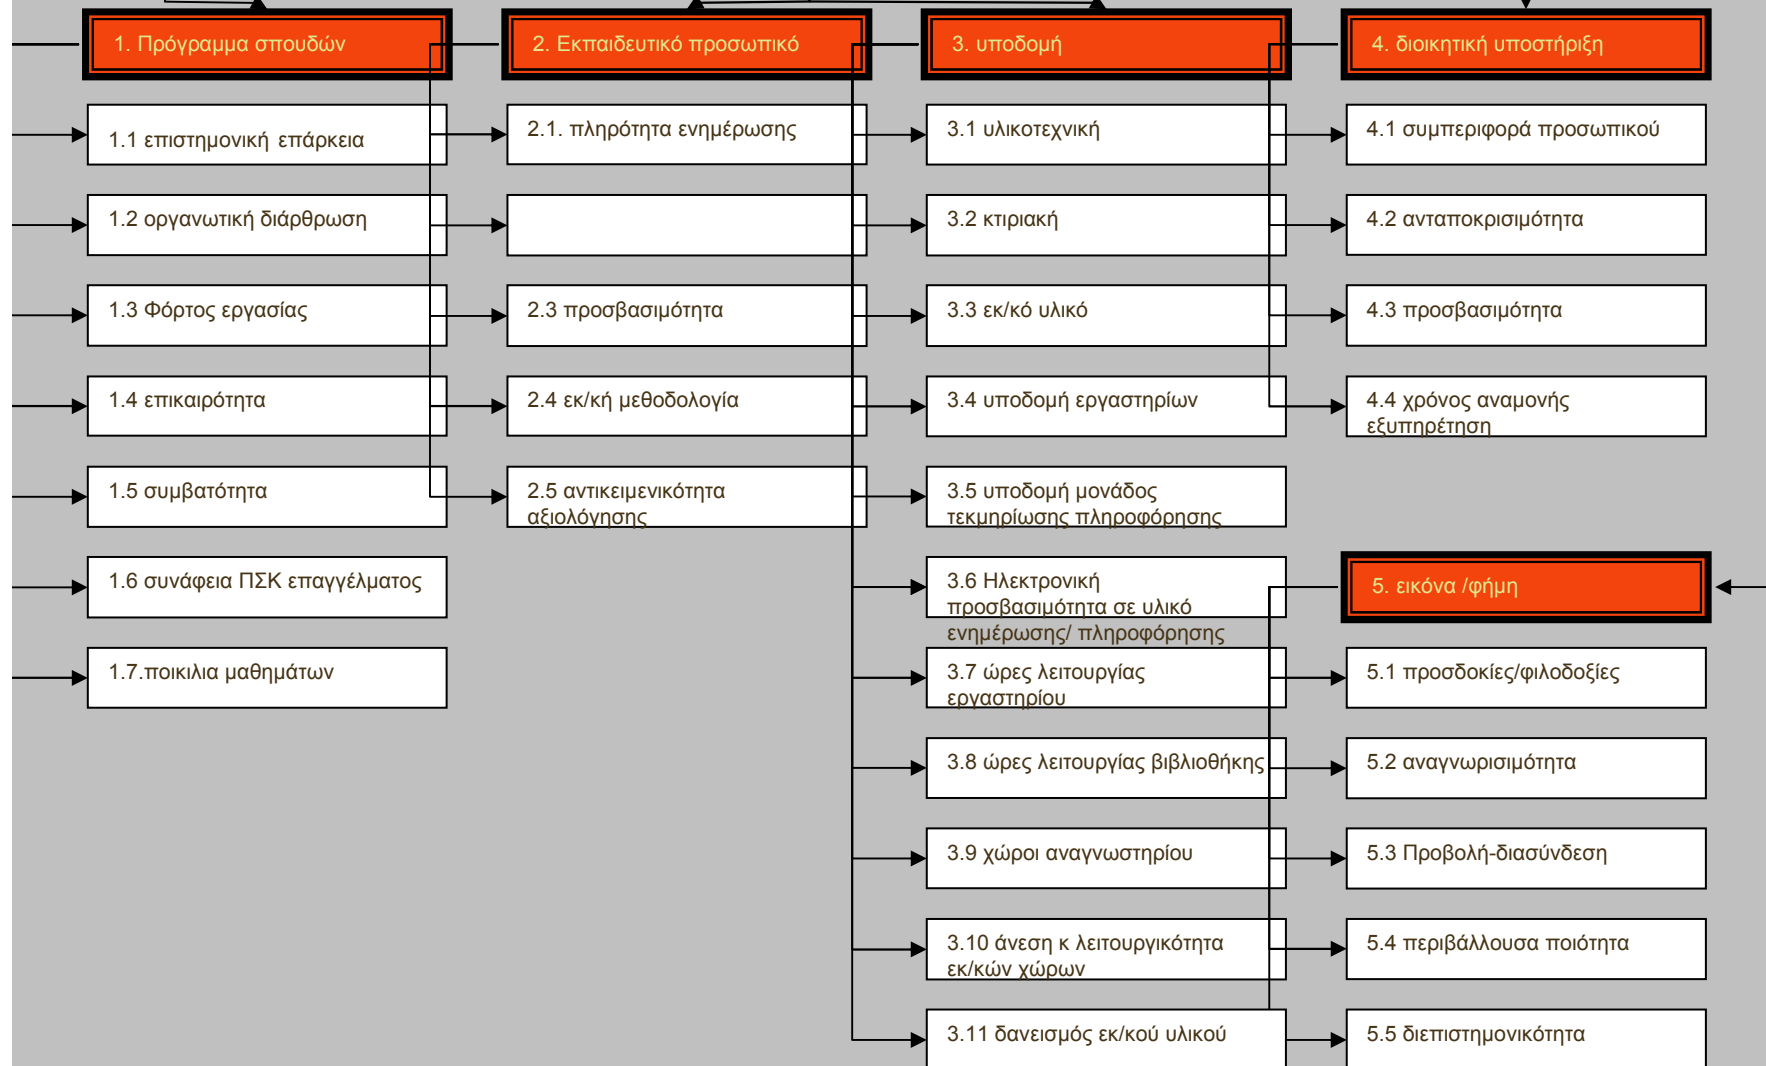 1. Πρόγραμμα σπουδών
1.1 επιστημονική επάρκεια
1.2 οργανωτική διάρθρωση
1.3 Φόρτος εργασίας
1.4 επικαιρότητα
1.5 συμβατότητα
1.6 συνάφεια ΠΣΚ επαγγέλματος
1.7.ποικιλια μαθημάτων
2. Εκπαιδευτικό προσωπικό
2.1. πληρότητα ενημέρωσης
2.3 προσβασιμότητα
2.4 εκ/κή μεθοδολογία
2.5 αντικειμενικότητα
αξιολόγησης
3. υποδομή
3.1 υλικοτεχνική
3.2 κτιριακή
3.3 εκ/κό υλικό
3.4 υποδομή εργαστηρίων
3.5 υποδομή μονάδος
τεκμηρίωσης πληροφόρησης
3.6 Ηλεκτρονική
προσβασιμότητα σε υλικό
ενημέρωσης/ πληροφόρησης
3.7 ώρες λειτουργίας
εργαστηρίου
3.8 ώρες λειτουργίας βιβλιοθήκης
3.9 χώροι αναγνωστηρίου
3.10 άνεση κ λειτουργικότητα
εκ/κών χώρων
3.11 δανεισμός εκ/κού υλικού
4. διοικητική υποστήριξη
4.1 συμπεριφορά προσωπικού
4.2 ανταποκρισιμότητα
4.3 προσβασιμότητα
4.4 χρόνος αναμονής
εξυπηρέτηση
5. εικόνα /φήμη
5.1 προσδοκίες/φιλοδοξίες
5.2 αναγνωρισιμότητα
5.3 Προβολή-διασύνδεση
5.4 περιβάλλουσα ποιότητα
5.5 διεπιστημονικότητα